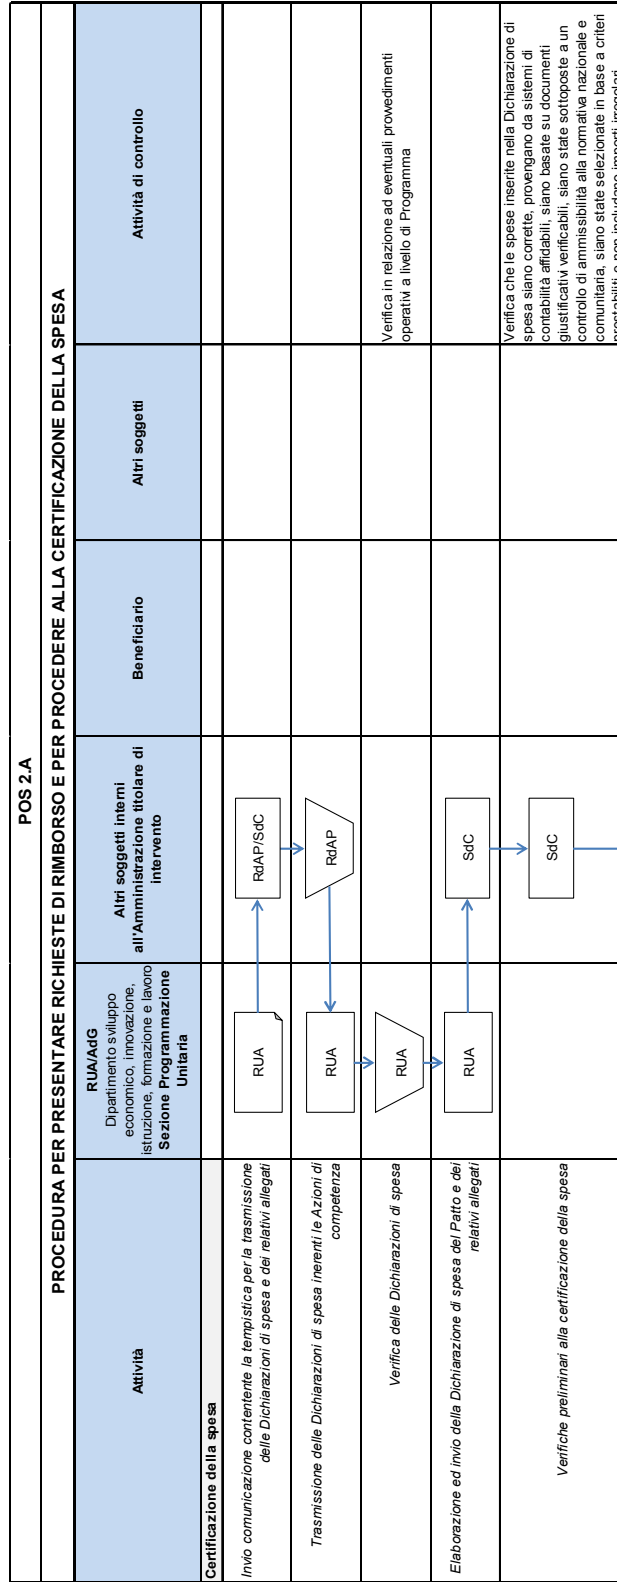 POS 2.A
PROCEDURA PER PRESENTARE RICHIESTE DI RIMBORSO E PER PROCEDERE ALLA CERTIFICAZIONE DELLA SPESA
Attività
RUA/AdG
Dipartimento sviluppo
economico, innovazione,
istruzione, formazione e lavoro
Sezione Programmazione
Unitaria
Altri soggetti interni
all'Amministrazione titolare di
intervento
Beneficiario
Altri soggetti
Attività di controllo
Certificazione della spesa
Invio comunicazione contentente la tempistica per la trasmissione
delle Dichiarazioni di spesa e dei relativi allegati
RUA
RdAP/SdC
Trasmissione delle Dichiarazioni di spesa inerenti le Azioni di
competenza
RUA
RdAP
Verifica delle Dichiarazioni di spesa
RUA
Verifica in relazione ad eventuali provvedimenti
operativi a livello di Programma
Elaborazione ed invio della Dichiarazione di spesa del Patto e dei
relativi allegati
RUA
SdC
Verifiche preliminari alla certificazione della spesa
SdC
Verifica che le spese inserite nella Dichiarazione di
spesa siano corrette, provengano da sistemi di
contabilità affidabili, siano basate su documenti
giustificativi verificabili, siano state sottoposte a un
controllo di ammissibilità alla normativa nazionale e
comunitaria, siano state selezionate in base a criteri
prestabiliti e non includano importi irregolari